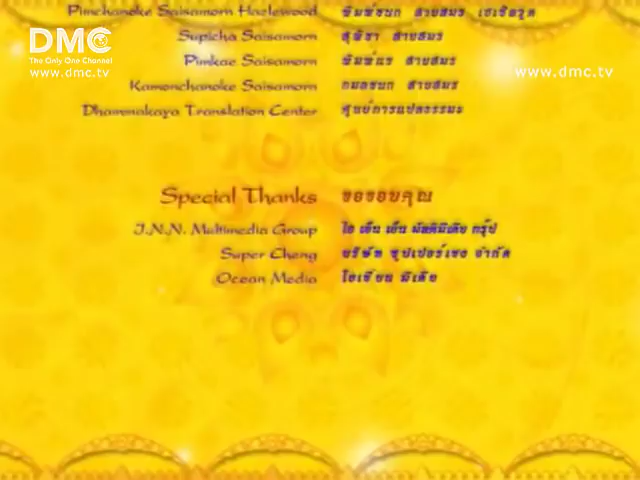 Pimchanoke Saisamorn Hazlewood พิมพ์ชนก สายสมร เฮเซิลวูด
DMC
The Only One Channel
www.dmc.tv
Supicha Saisamorn สุพิชา สายสมร
Pimkae Saisamorn พิมพ์แข สายสมร
www.dmc.tv
Kamonchanoke Saisamorn กมลชนก สายสมร
Dhammakaya Translation Center ศูนย์การแปลธรรมะ
Special Thanks ขอขอบคุณ
J.N.N. Multimedia Group ไอ เอ็น เอ็น มัลติมีเดีย กรุ๊ป
Super Cheng บริษัท ซุปเปอร์เชง จำกัด
Ocean Media โอเชี่ยน มีเดีย